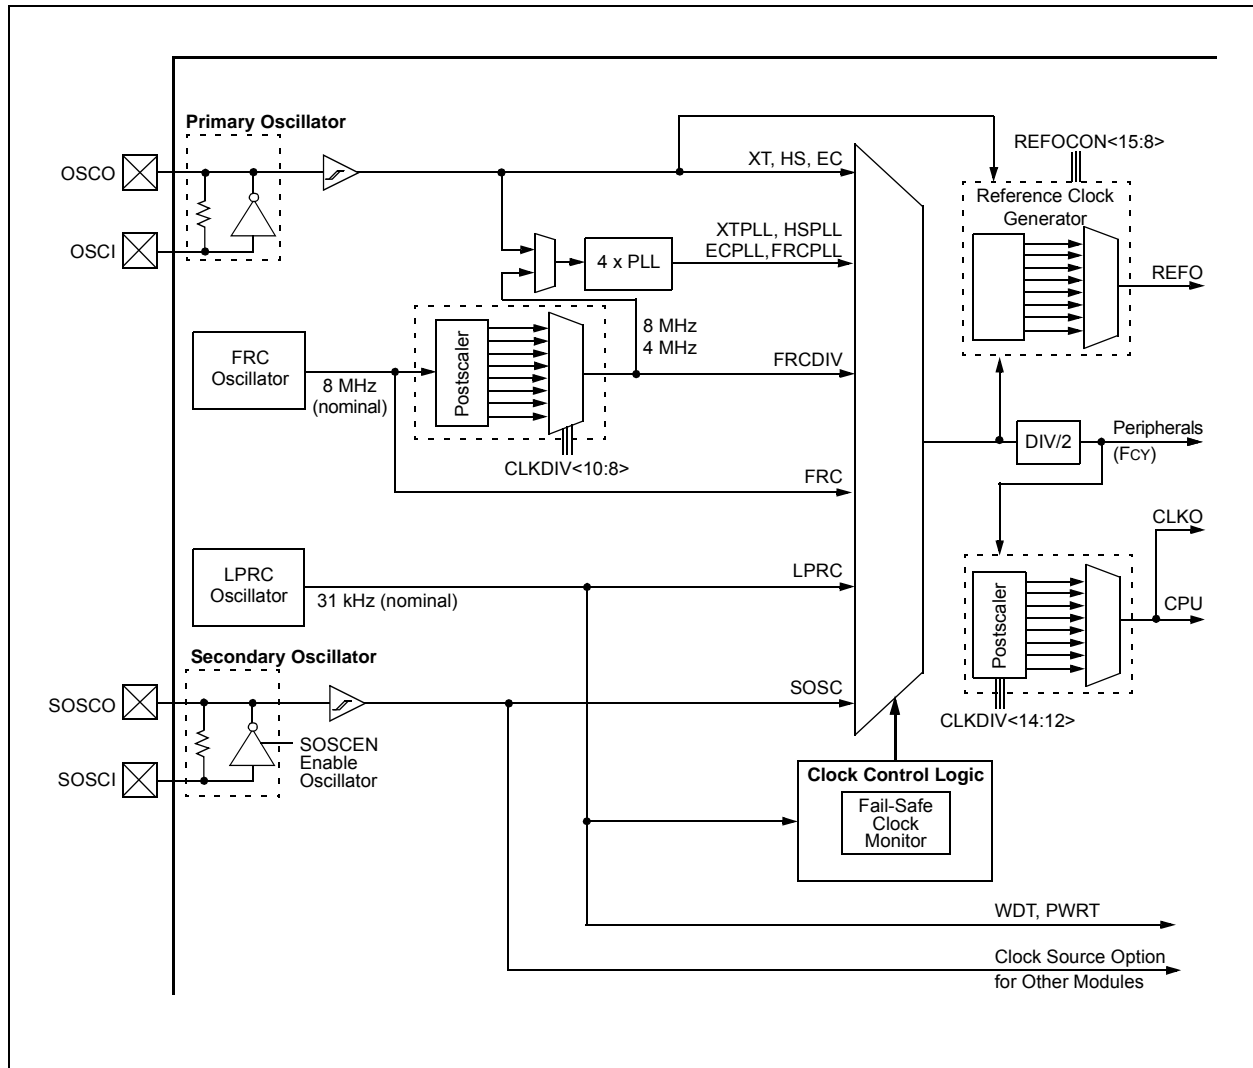 Primary Oscillator
OSCO
OSCI
XT, HS, EC
REFOCON<15:8>
Reference Clock
Generator
REFO
XTPLL, HSPLL
ECPLL, FRCPLL
4 x PLL
8 MHz
4 MHz
FRC
Oscillator
8 MHz
(nominal)
Postscaler
CLKDIV<10:8>
FRCDIV
FRC
DIV/2
Peripherals
(FCY)
CLKO
CPU
Postscaler
CLKDIV<14:12>
LPRC
Oscillator
31 kHz (nominal)
LPRC
Secondary Oscillator
SOSCO
SOSCI
SOSCEN
Enable
Oscillator
SOSC
Clock Control Logic
Fail-Safe
Clock
Monitor
WDT, PWRT
Clock Source Option
for Other Modules